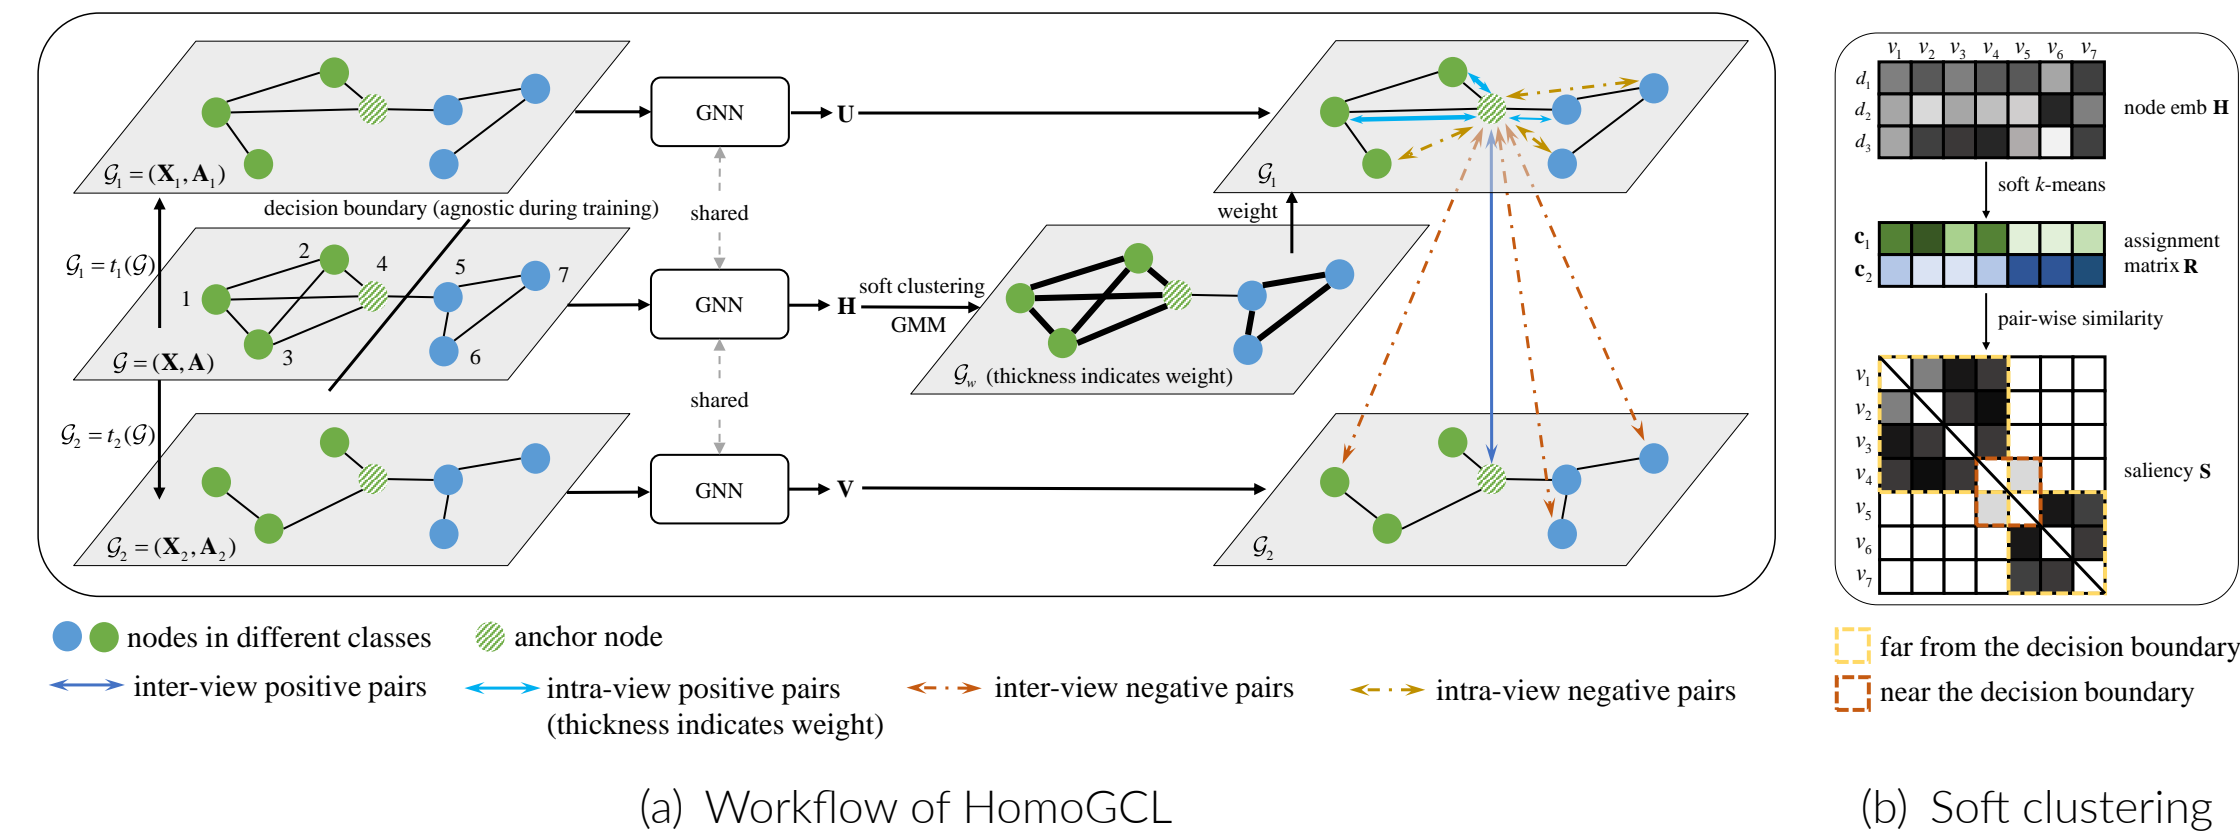 GNN
U
𝒢₁ = (X₁, A₁)
𝒢₁
decision boundary (agnostic during training)
shared
weight
𝒢₁ = t₁(𝒢)
1
2
3
4
5
6
7
GNN
H
soft clustering
GMM
𝒢 = (X, A)
𝒢w (thickness indicates weight)
shared
𝒢₂ = t₂(𝒢)
GNN
V
𝒢₂ = (X₂, A₂)
𝒢₂
nodes in different classes
anchor node
inter-view positive pairs
intra-view positive pairs
(thickness indicates weight)
inter-view negative pairs
intra-view negative pairs
(a) Workflow of HomoGCL
v₁ v₂ v₃ v₄ v₅ v₆ v₇
d₁
d₂
d₃
node emb H
soft k-means
c₁
c₂
assignment
matrix R
pair-wise similarity
v₁
v₂
v₃
v₄
v₅
v₆
v₇
saliency S
far from the decision boundary
near the decision boundary
(b) Soft clustering